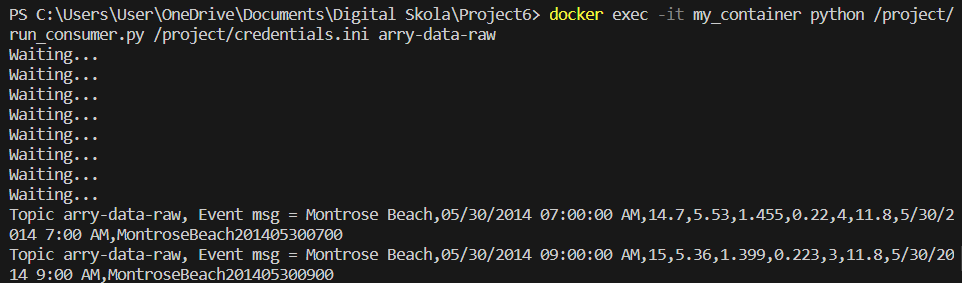 PS C:\Users\User\OneDrive\Documents\Digital Skola\Project6> docker exec -it my_container python /project/
run_consumer.py /project/credentials.ini arry-data-raw
Waiting...
Waiting...
Waiting...
Waiting...
Waiting...
Waiting...
Waiting...
Waiting...
Topic arry-data-raw, Event msg = Montrose Beach,05/30/2014 07:00:00 AM,14.7,5.53,1.455,0.22,4,11.8,5/30/2
014 7:00 AM,MontroseBeach201405300700
Topic arry-data-raw, Event msg = Montrose Beach,05/30/2014 09:00:00 AM,15,5.36,1.399,0.223,3,11.8,5/30/20
14 9:00 AM,MontroseBeach201405300900